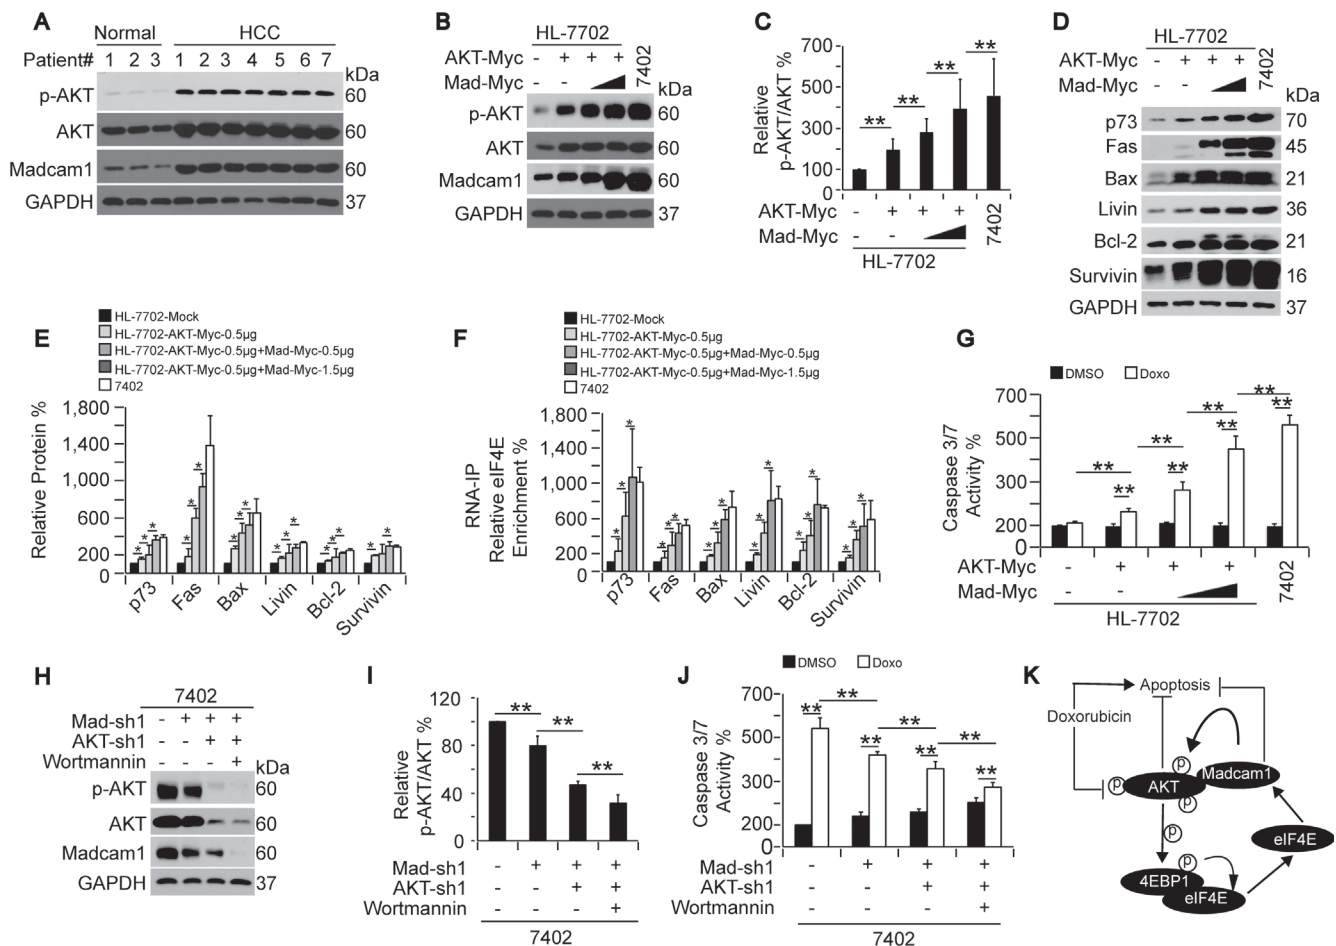 A
Normal HCC
Patient# 1 2 3 1 2 3 4 5 6 7 kDa
p-AKT 60
AKT 60
Madcam1 60
GAPDH 37
B
HL-7702
AKT-Myc - + + + 7402
Mad-Myc - -
kDa
p-AKT 60
AKT 60
Madcam1 60
GAPDH 37
C
Relative p-AKT/AKT %
700
500
300
100
0
** ** ** **
AKT-Myc - + + +
Mad-Myc - -
7402
HL-7702
D
HL-7702
AKT-Myc - + + + 7402
Mad-Myc - -
kDa
p73 70
Fas 45
Bax 21
Livin 36
Bcl-2 21
Survivin 16
GAPDH 37
E
HL-7702-Mock
HL-7702-AKT-Myc-0.5µg
HL-7702-AKT-Myc-0.5µg+Mad-Myc-0.5µg
HL-7702-AKT-Myc-0.5µg+Mad-Myc-1.5µg
7402
Relative Protein %
1,800
1,400
1,000
600
200
0
* * * * * * * * * * * * * * * * *
p73 Fas Bax Livin Bcl-2 Survivin
F
HL-7702-Mock
HL-7702-AKT-Myc-0.5µg
HL-7702-AKT-Myc-0.5µg+Mad-Myc-0.5µg
HL-7702-AKT-Myc-0.5µg+Mad-Myc-1.5µg
7402
RNA-IP
Relative eIF4E
Enrichment %
1,800
1,400
1,000
600
200
0
* * * * * * * * * * * * * * * * * *
p73 Fas Bax Livin Bcl-2 Survivin
G
DMSO Doxo
Caspase 3/7
Activity %
700
500
300
200
0
** ** ** ** ** ** ** **
AKT-Myc - + + +
Mad-Myc - -
7402
HL-7702
H
7402
Mad-sh1 - + + +
AKT-sh1 - - + +
Wortmannin - - - +
kDa
p-AKT 60
AKT 60
Madcam1 60
GAPDH 37
I
Relative
p-AKT/AKT %
120
80
40
0
** ** **
Mad-sh1 - + + +
AKT-sh1 + +
Wortmannin +
7402
J
DMSO Doxo
Caspase 3/7
Activity %
700
500
300
200
0
** ** ** ** ** ** **
Mad-sh1 - + + +
AKT-sh1 + +
Wortmannin +
7402
K
Apoptosis
Doxorubicin
p
p AKT Madcam1
p
p
eIF4E
p
4EBP1
eIF4E